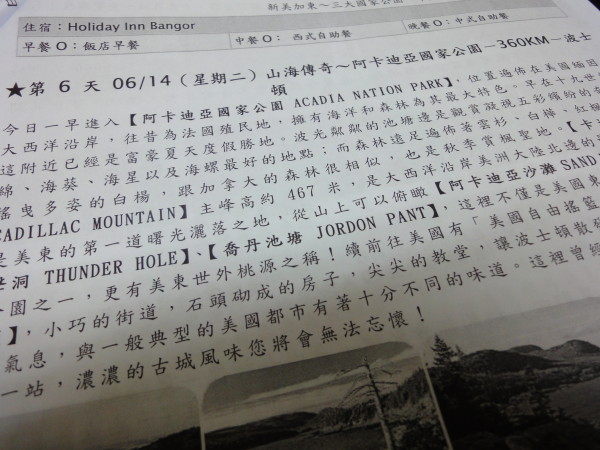 新美加東～三大國家公園
住宿：Holiday Inn Bangor
早餐O：飯店早餐 中餐O：西式自助餐 晚餐O：中式自助餐
★第 6 天 06/14（星期二）山海傳奇～阿卡迪亞國家公園－360KM－波士
頓
今日一早進入【阿卡迪亞國家公園 ACADIA NATION PARK】，位置遍佈在美國緬因
大西洋沿岸，往昔為法國殖民地，擁有海洋和森林為其最大特色。早在十九世
這附近已經是富豪夏天度假勝地。波光粼粼的池塘邊是觀賞凝視五彩繽紛的
綿、海葵、海星以及海螺最好的地點；而森林遠足遍佈著雲杉、白樺、紅楓
搖曳多姿的白楊，跟加拿大的森林很相似，也是秋季賞楓聖地。【卡
CADILLAC MOUNTAIN】主峰高約 467 米，是大西洋沿岸美洲大陸北邊的
是美東的第一道曙光灑落之地，從山上可以俯瞰【阿卡迪亞沙灘 SAND
洞 THUNDER HOLE】、【喬丹池塘 JORDON PANT】，這裡不僅是美國東
園之一，更有美東世外桃源之稱！續前往美國有「美國自由搖籃
】，小巧的街道，石頭砌成的房子，尖尖的教堂，讓波士頓散
氣息，與一般典型的美國都市有著十分不同的味道。這裡曾經
一站，濃濃的古城風味您將會無法忘懷！